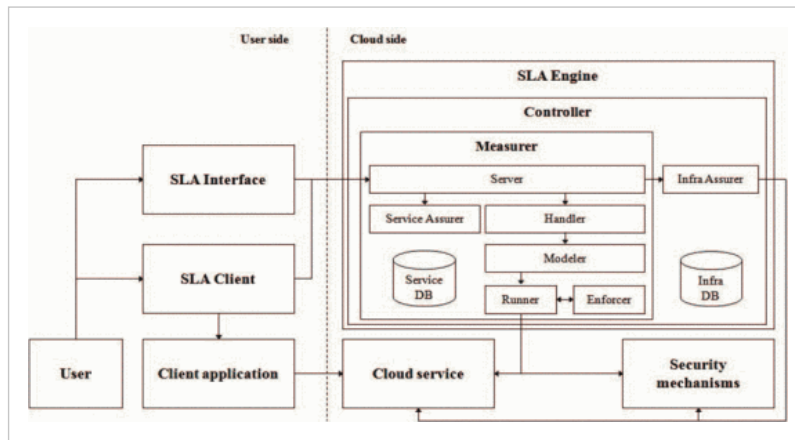 User side
Cloud side
SLA Engine
Controller
Measurer
SLA Interface
Server
Infra Assurer
Service Assurer
Handler
SLA Client
Modeler
Service
DB
Infra
DB
Runner
Enforcer
User
Client application
Cloud service
Security
mechanisms